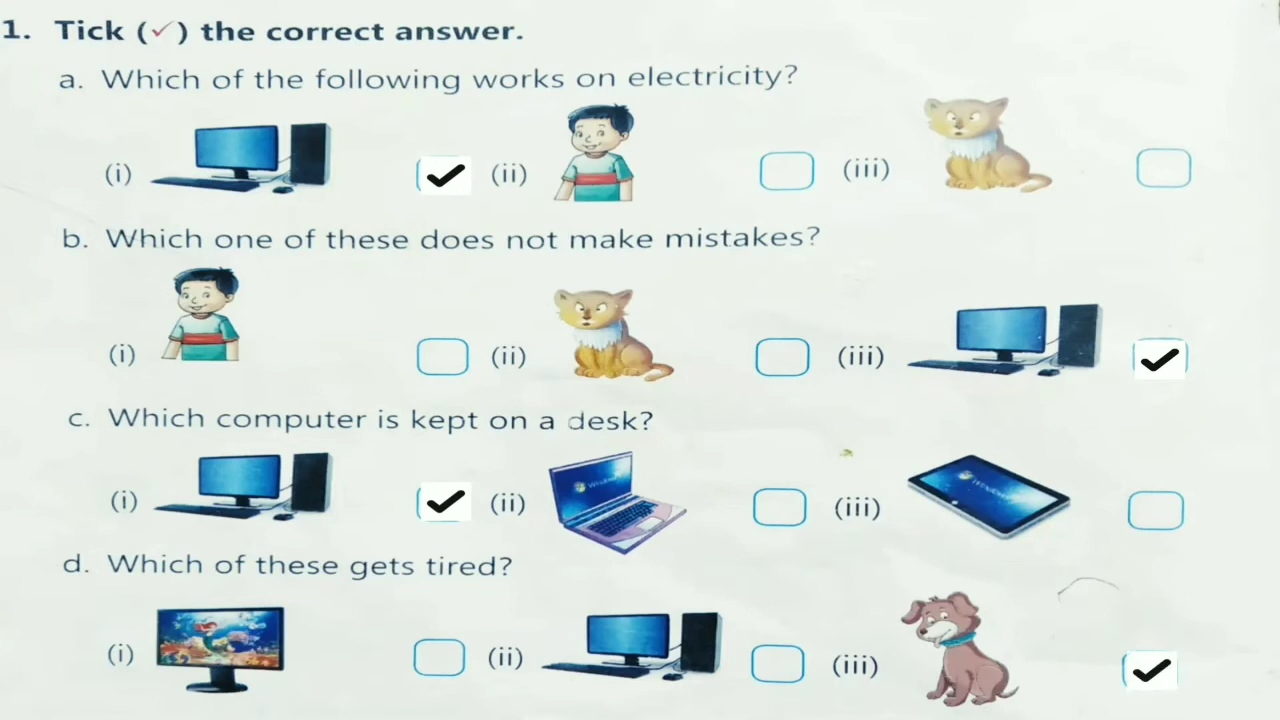 1. Tick (✓) the correct answer.
a. Which of the following works on electricity?
(i) ✔ (ii) (iii)
b. Which one of these does not make mistakes?
(i) (ii) (iii) ✔
c. Which computer is kept on a desk?
(i) ✔ (ii) Windows (iii) Windows
d. Which of these gets tired?
(i) (ii) (iii) ✔